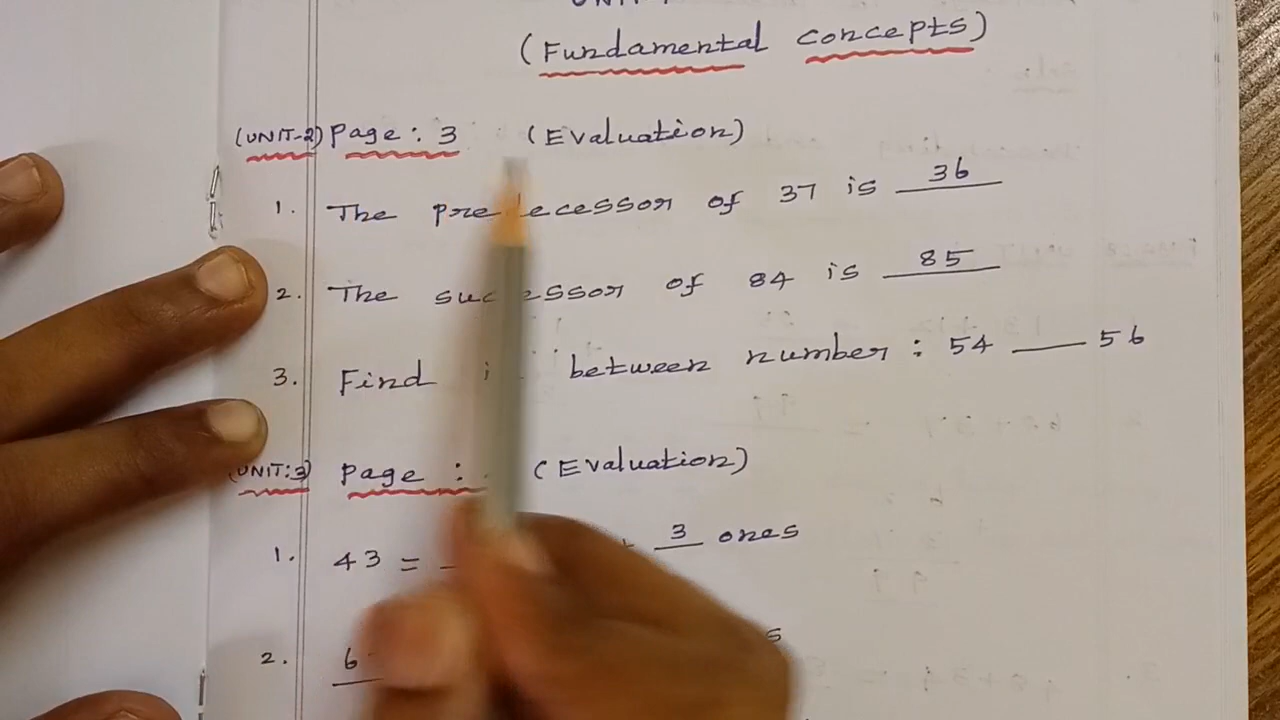 (Fundamental concepts)
(UNIT-2) Page: 3 (Evaluation)
1. The predecessor of 37 is 36
2. The successor of 84 is 85
3. Find between number: 54 ___ 56
(UNIT:3) Page: (Evaluation)
1. 43 = 3 ones
2.